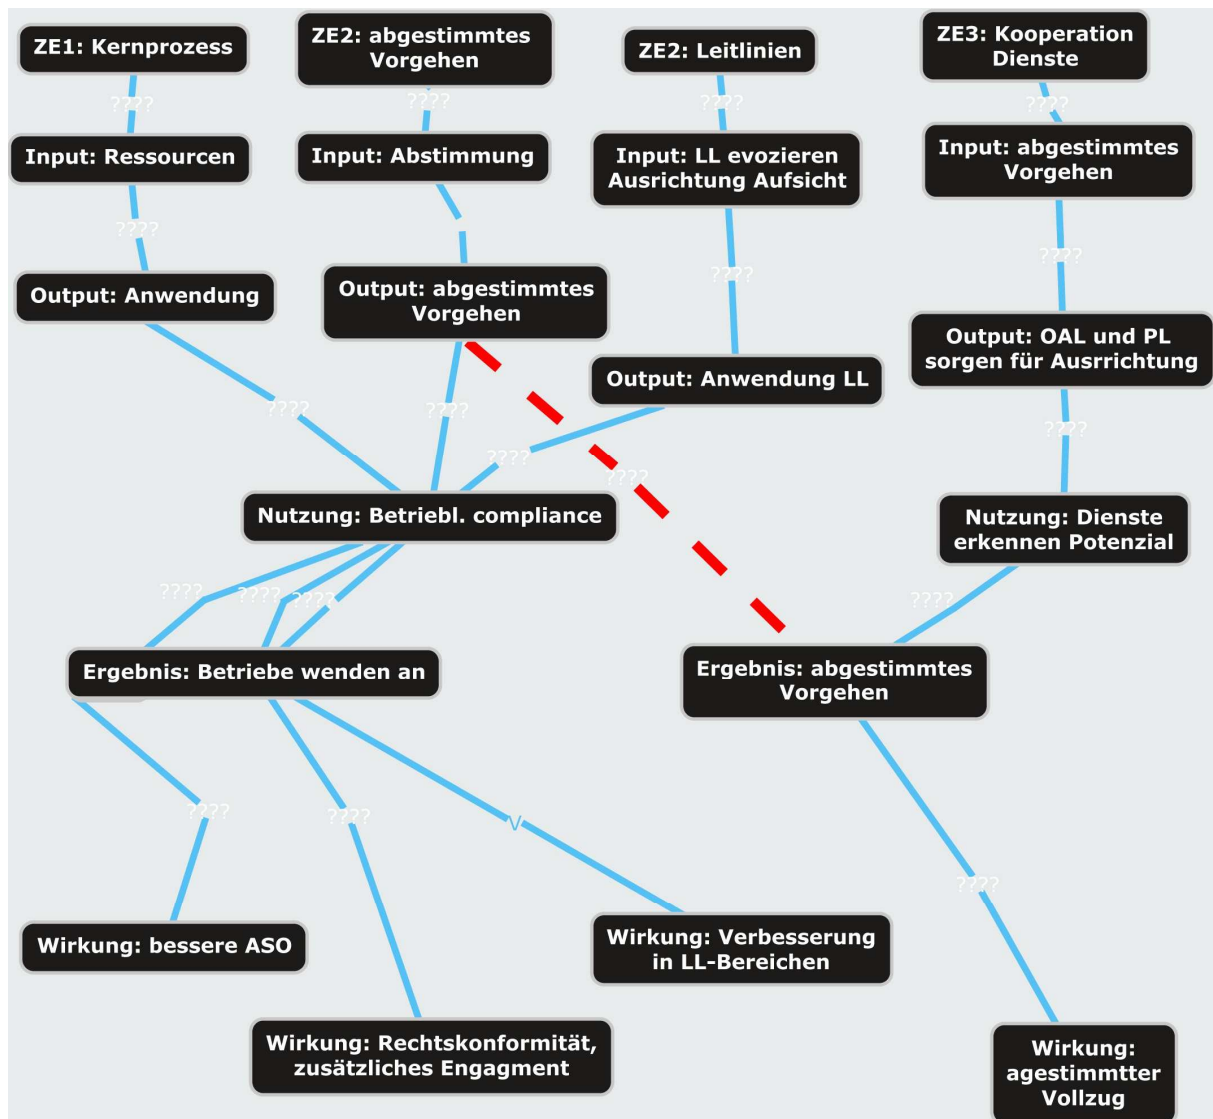 ZE1: Kernprozess
ZE2: abgestimmtes
Vorgehen
ZE2: Leitlinien
ZE3: Kooperation
Dienste
????
????
????
????
Input: Ressourcen
Input: Abstimmung
Input: LL evozieren
Ausrichtung Aufsicht
Input: abgestimmtes
Vorgehen
????
????
????
Output: Anwendung
Output: abgestimmtes
Vorgehen
Output: Anwendung LL
Output: OAL und PL
sorgen für Ausrrichtung
????
????
????
????
????
Nutzung: Betriebl. compliance
Nutzung: Dienste
erkennen Potenzial
????
????
????
????
Ergebnis: Betriebe wenden an
Ergebnis: abgestimmtes
Vorgehen
????
????
V
????
Wirkung: bessere ASO
Wirkung: Verbesserung
in LL-Bereichen
Wirkung: Rechtskonformität,
zusätzliches Engagment
Wirkung:
agestimmtter
Vollzug